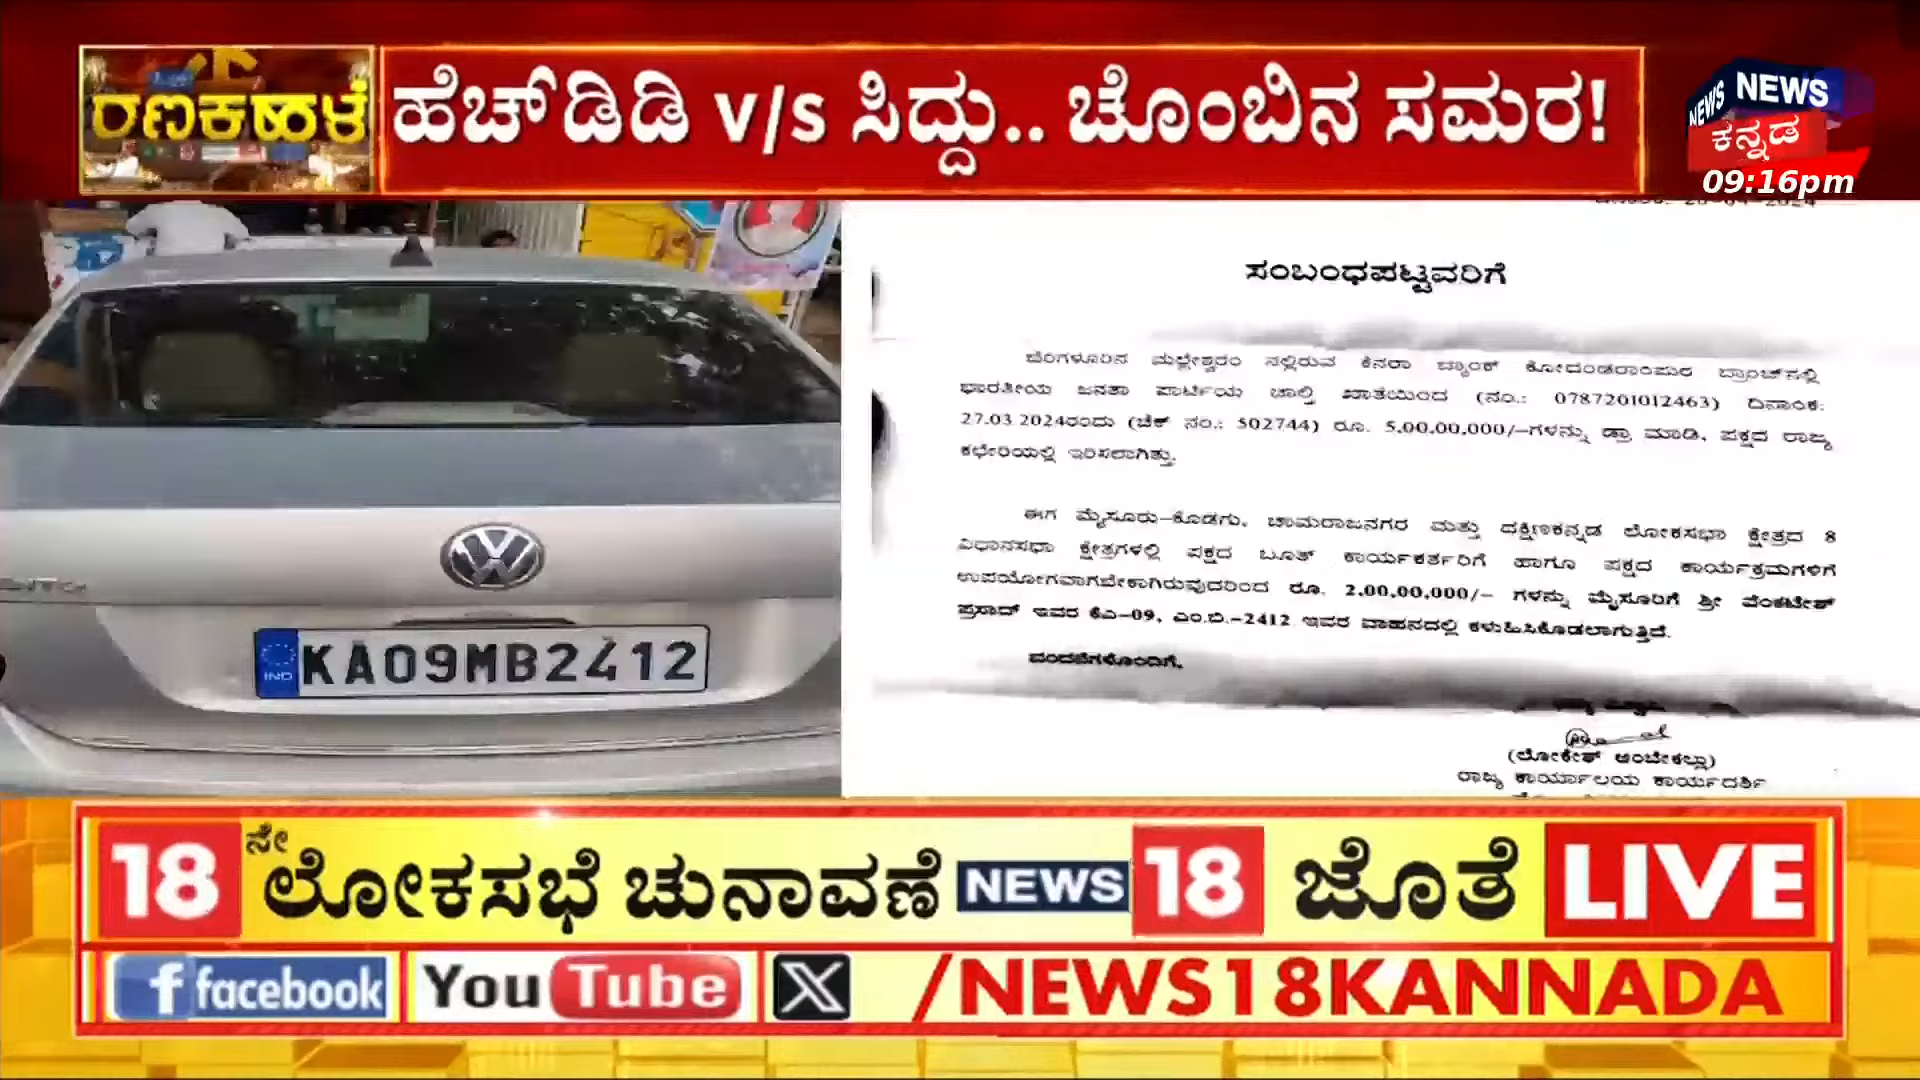 ರಣಕಹಳೆ
ಹೆಚ್‌ಡಿಡಿ v/s ಸಿದ್ದು.. ಚೊಂಬಿನ ಸಮರ!
NEWS
NEWS
ಕನ್ನಡ
09:16pm
KA09MB2412
IND
ಸಂಬಂಧಪಟ್ಟವರಿಗೆ
ಬೆಂಗಳೂರಿನ ಮಲ್ಲೇಶ್ವರಂ ನಲ್ಲಿರುವ ಕೆನರಾ ಬ್ಯಾಂಕ್ ಕೋದಂಡರಾಂಪುರ ಬ್ರಾಂಚ್‌ನಲ್ಲಿ
ಭಾರತೀಯ ಜನತಾ ಪಾರ್ಟಿಯ ಚಾಲ್ತಿ ಖಾತೆಯಿಂದ (ನಂ.: 0787201012463) ದಿನಾಂಕ:
27.03.2024ರಂದು (ಚೆಕ್ ನಂ.: 502744) ರೂ. 5,00,00,000/-ಗಳನ್ನು ಡ್ರಾ ಮಾಡಿ, ಪಕ್ಷದ ರಾಜ್ಯ
ಕಛೇರಿಯಲ್ಲಿ ಇರಿಸಲಾಗಿತ್ತು.
ಈಗ ಮೈಸೂರು-ಕೊಡಗು, ಚಾಮರಾಜನಗರ ಮತ್ತು ದಕ್ಷಿಣಕನ್ನಡ ಲೋಕಸಭಾ ಕ್ಷೇತ್ರದ 8
ವಿಧಾನಸಭಾ ಕ್ಷೇತ್ರಗಳಲ್ಲಿ ಪಕ್ಷದ ಬೂತ್ ಕಾರ್ಯಕರ್ತರಿಗೆ ಹಾಗೂ ಪಕ್ಷದ ಕಾರ್ಯಕ್ರಮಗಳಿಗೆ
ಉಪಯೋಗವಾಗಬೇಕಾಗಿರುವುದರಿಂದ ರೂ. 2,00,00,000/- ಗಳನ್ನು ಮೈಸೂರಿಗೆ ಶ್ರೀ ವೆಂಕಟೇಶ್
ಪ್ರಸಾದ್ ಇವರ ಕೆಎ-09, ಎಂ.ಬಿ.-2412 ಇವರ ವಾಹನದಲ್ಲಿ ಕಳುಹಿಸಿಕೊಡಲಾಗುತ್ತಿದೆ.
ವಂದನೆಗಳೊಂದಿಗೆ,
(ಲೋಕೇಶ್ ಅಂಬೇಕಲ್ಲು)
ರಾಜ್ಯ ಕಾರ್ಯಾಲಯ ಕಾರ್ಯದರ್ಶಿ
18ನೇ ಲೋಕಸಭೆ ಚುನಾವಣೆ NEWS 18 ಜೊತೆ LIVE
facebook YouTube X /NEWS18KANNADA